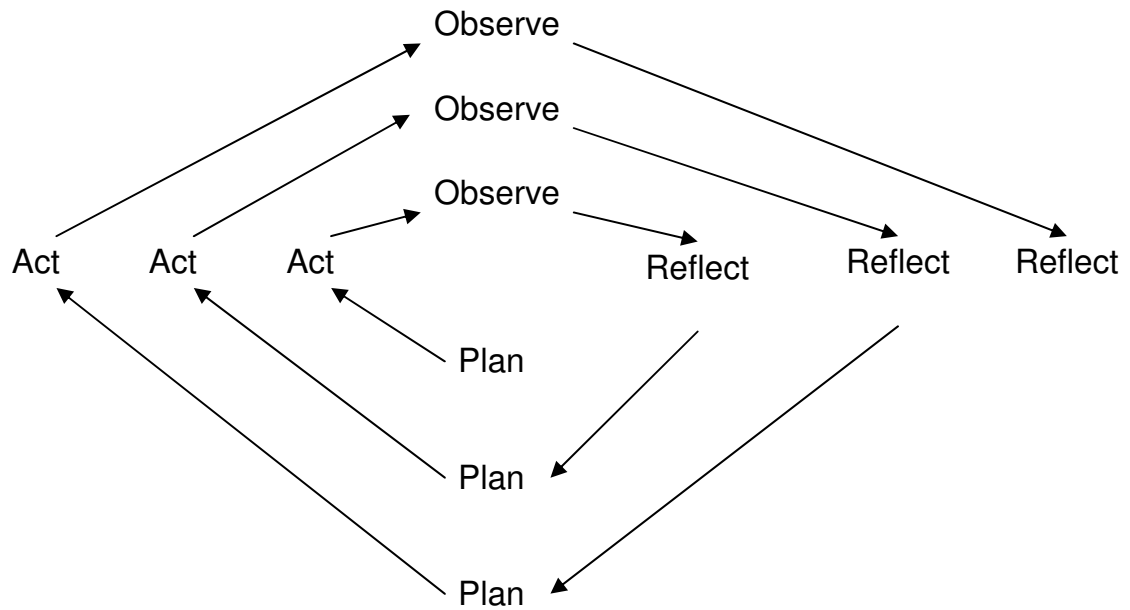 Observe
Observe
Observe
Act Act Act Reflect Reflect Reflect
Plan
Plan
Plan